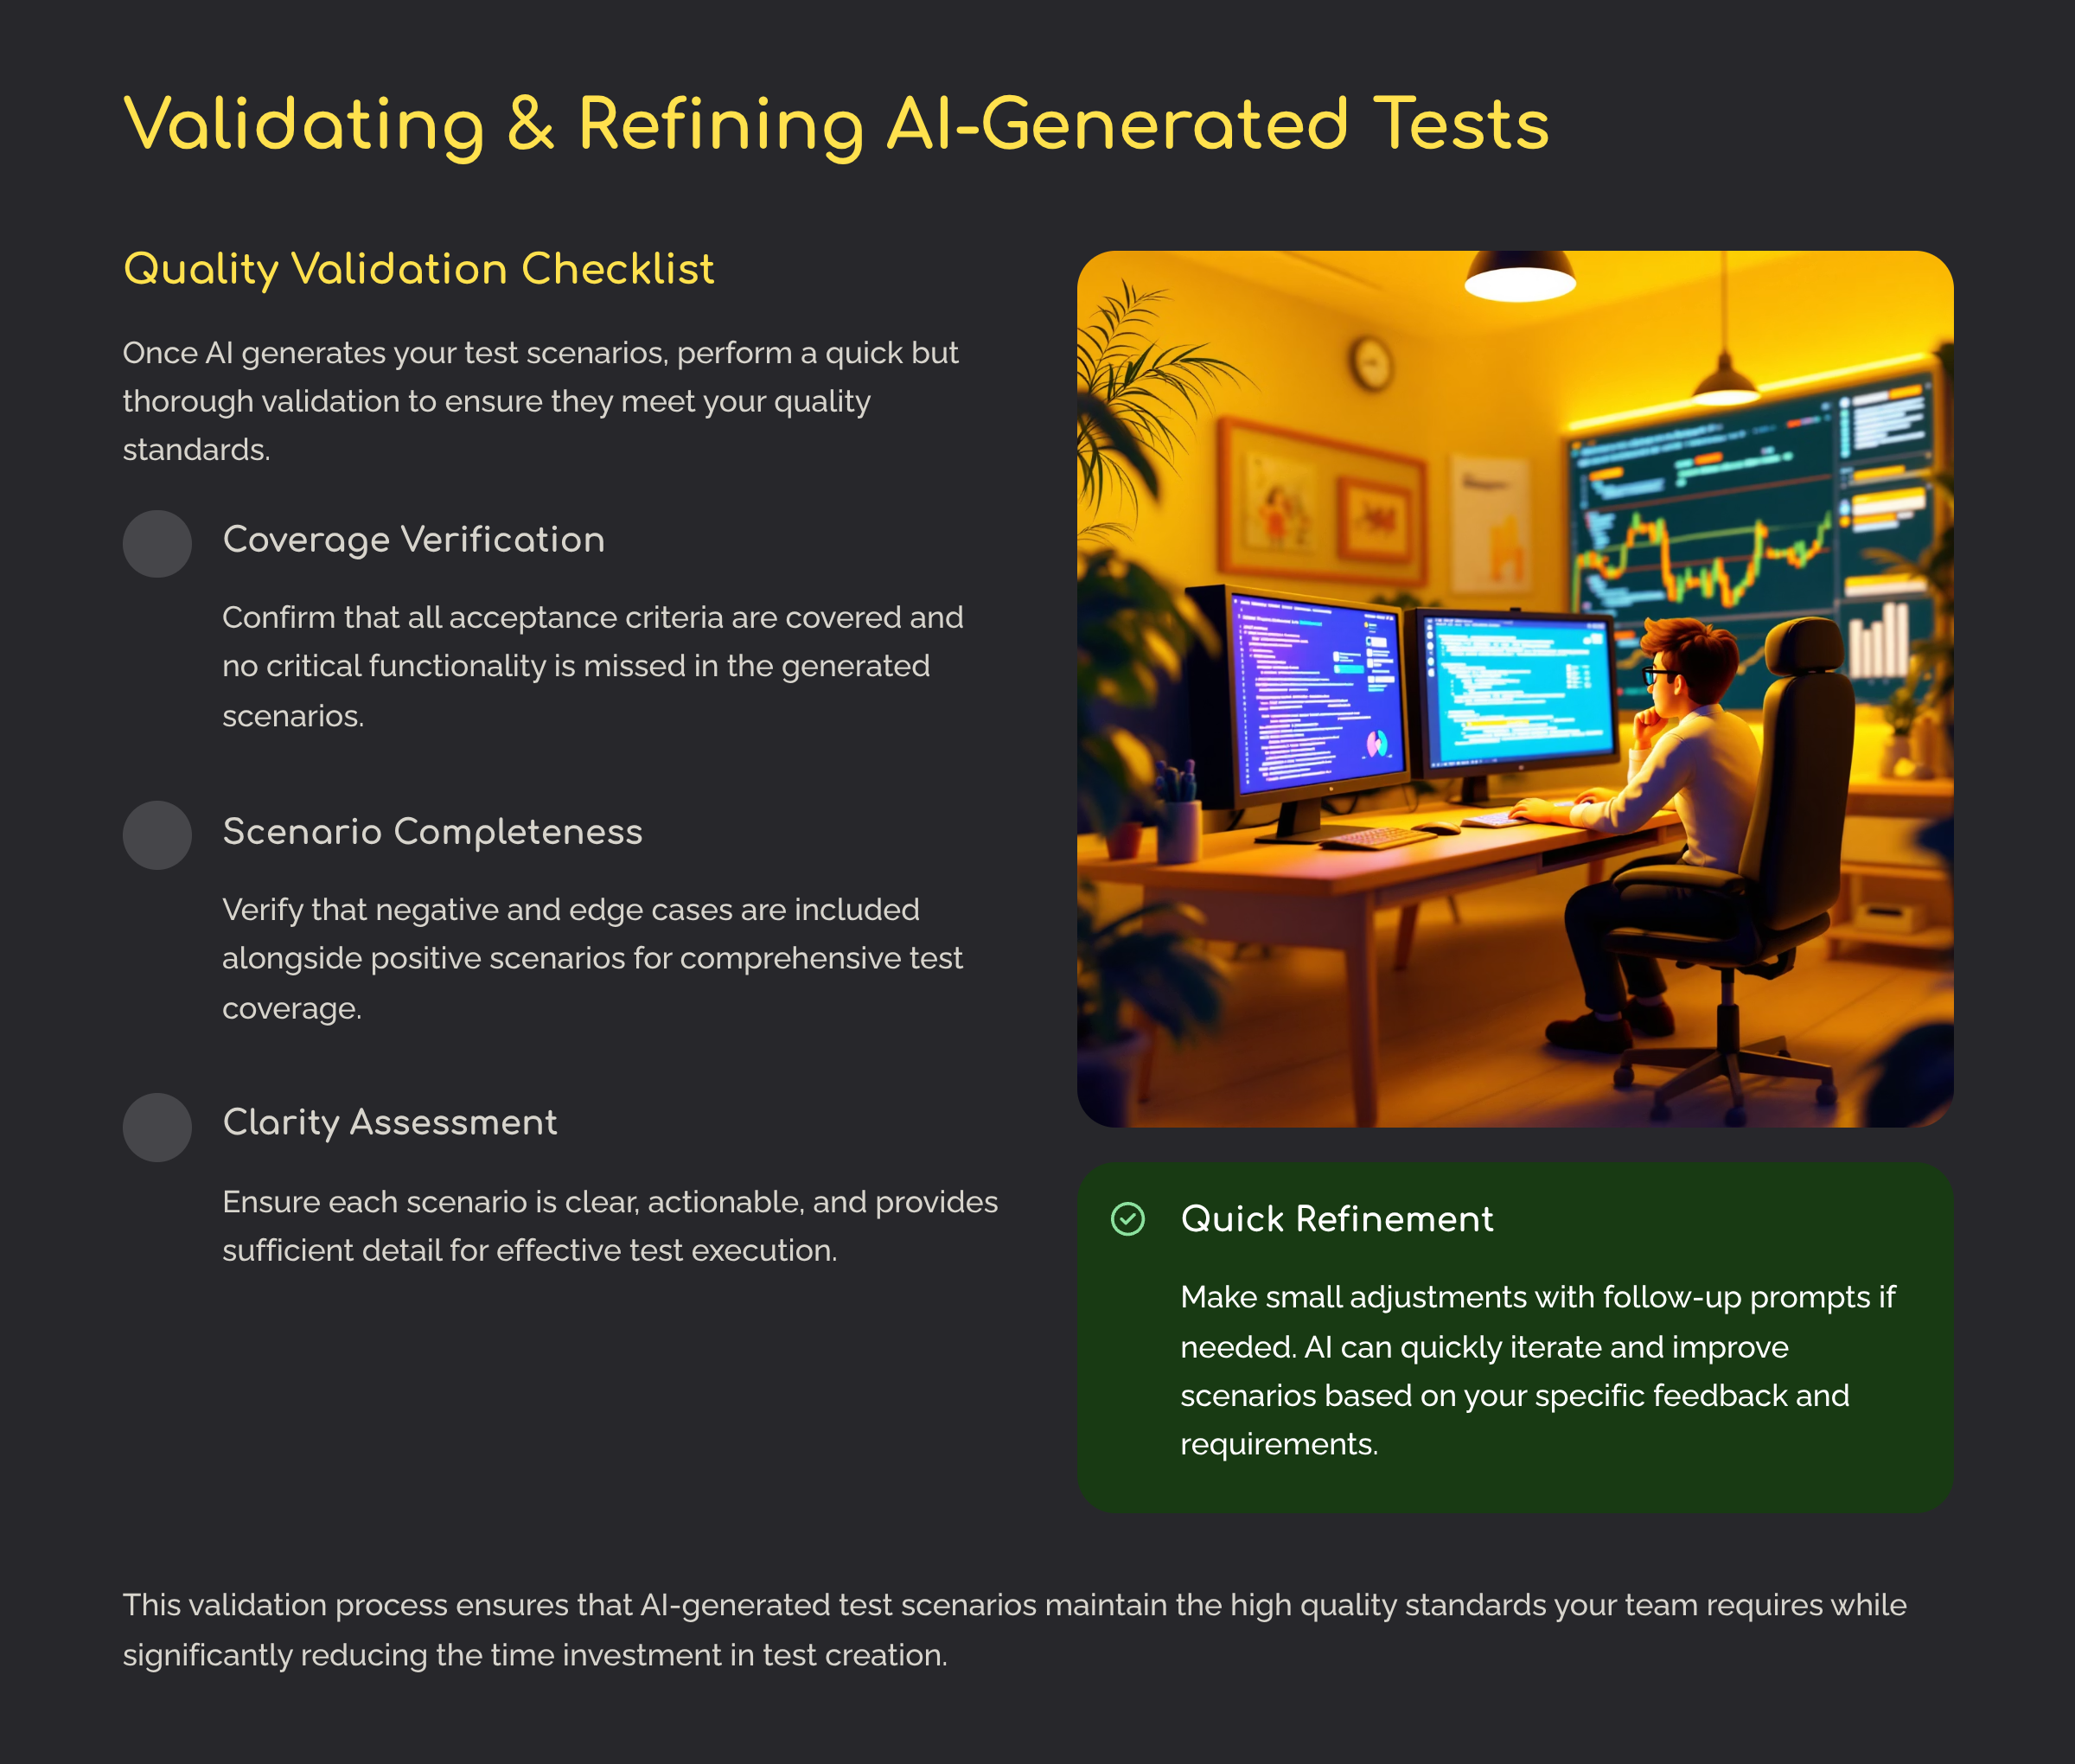 Validating & Refining AI-Generated Tests
Quality Validation Checklist
Once AI generates your test scenarios, perform a quick but
thorough validation to ensure they meet your quality
standards.
Coverage Verification
Confirm that all acceptance criteria are covered and
no critical functionality is missed in the generated
scenarios.
Scenario Completeness
Verify that negative and edge cases are included
alongside positive scenarios for comprehensive test
coverage.
Clarity Assessment
Ensure each scenario is clear, actionable, and provides
sufficient detail for effective test execution.
Quick Refinement
Make small adjustments with follow-up prompts if
needed. AI can quickly iterate and improve
scenarios based on your specific feedback and
requirements.
This validation process ensures that AI-generated test scenarios maintain the high quality standards your team requires while
significantly reducing the time investment in test creation.